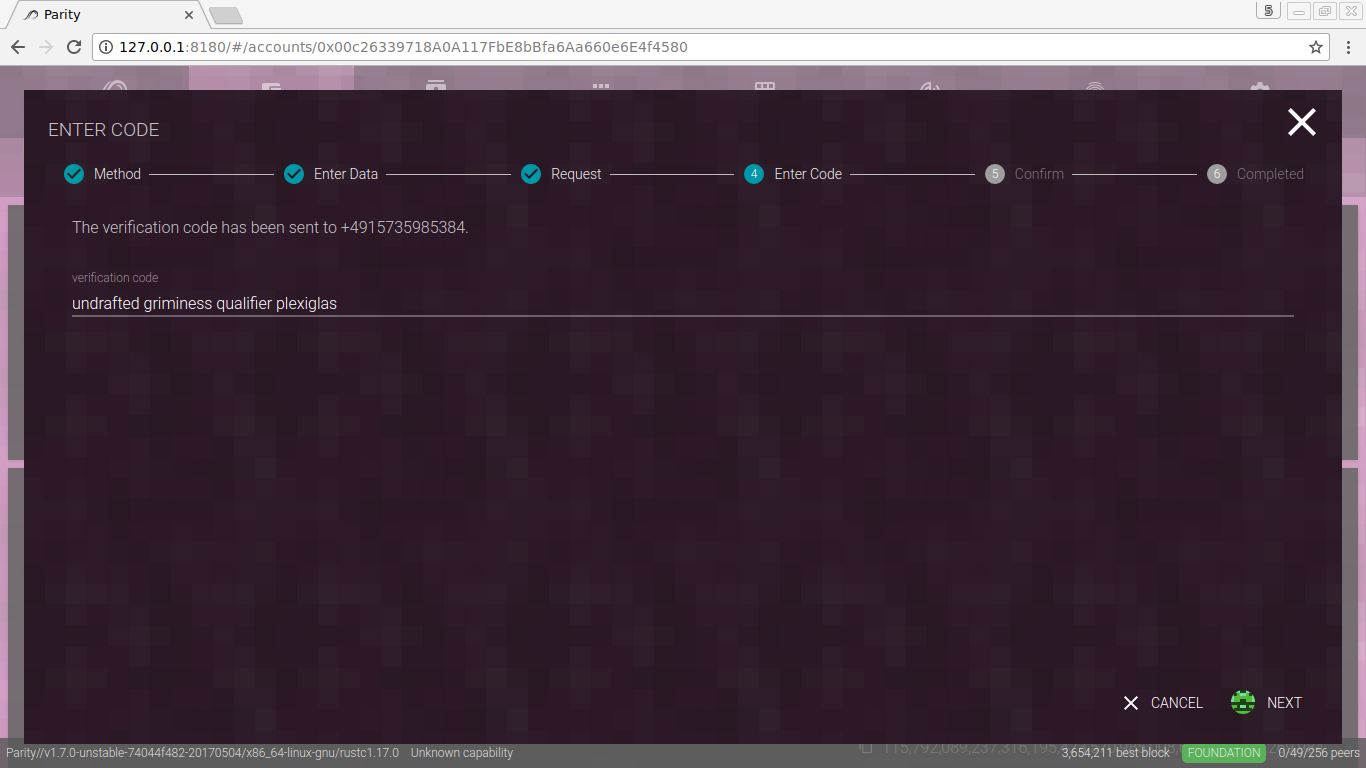 Parity
5
127.0.0.1:8180/#/accounts/0x00c26339718A0A117FbE8bBfa6Aa660e6E4f4580
ENTER CODE
Method
Enter Data
Request
4 Enter Code
5 Confirm
6 Completed
The verification code has been sent to +4915735985384.
verification code
undrafted griminess qualifier plexiglas
CANCEL
NEXT
115,792,089,237,316,195,
Parity//v1.7.0-unstable-74044f482-20170504/x86_64-linux-gnu/rustc1.17.0
Unknown capability
3,654,211 best block
FOUNDATION
0/49/256 peers